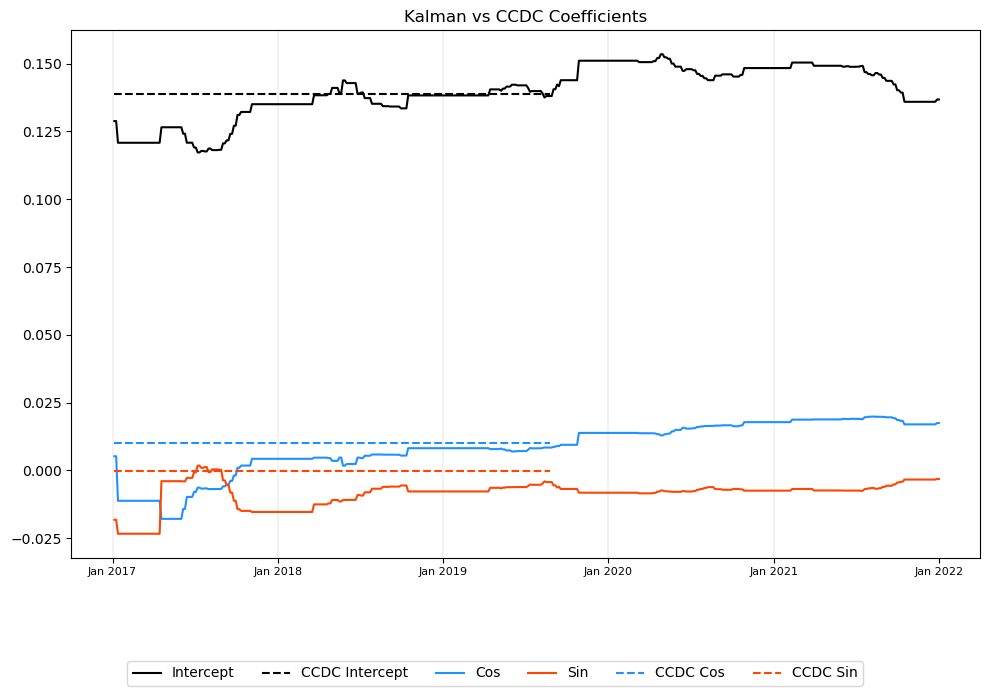 Kalman vs CCDC Coefficients
0.150
0.125
0.100
0.075
0.050
0.025
0.000
−0.025
Jan 2017 Jan 2018 Jan 2019 Jan 2020 Jan 2021 Jan 2022
Intercept CCDC Intercept Cos Sin CCDC Cos CCDC Sin